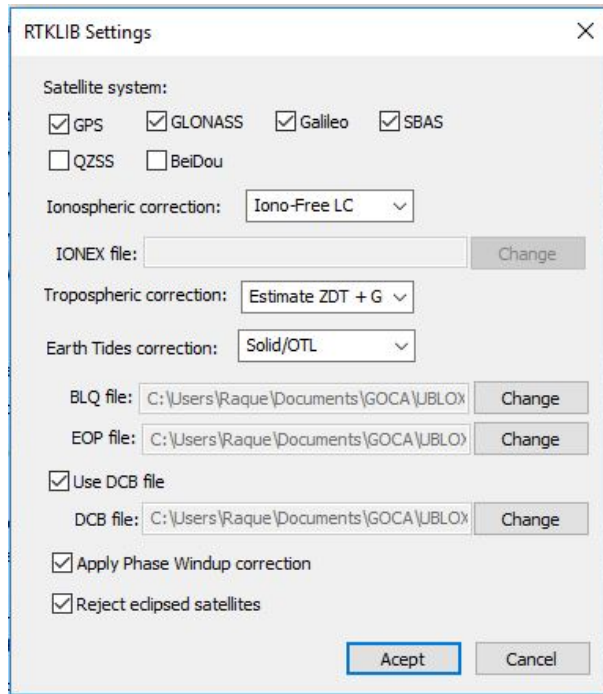 RTKLIB Settings
Satellite system:
GPS GLONASS Galileo SBAS
QZSS BeiDou
Ionospheric correction: Iono-Free LC
IONEX file: Change
Tropospheric correction: Estimate ZDT + G
Earth Tides correction: Solid/OTL
BLQ file: C:\Users\Raque\Documents\GOCA\UBLOX Change
EOP file: C:\Users\Raque\Documents\GOCA\UBLOX Change
Use DCB file
DCB file: C:\Users\Raque\Documents\GOCA\UBLOX Change
Apply Phase Windup correction
Reject eclipsed satellites
Acept Cancel